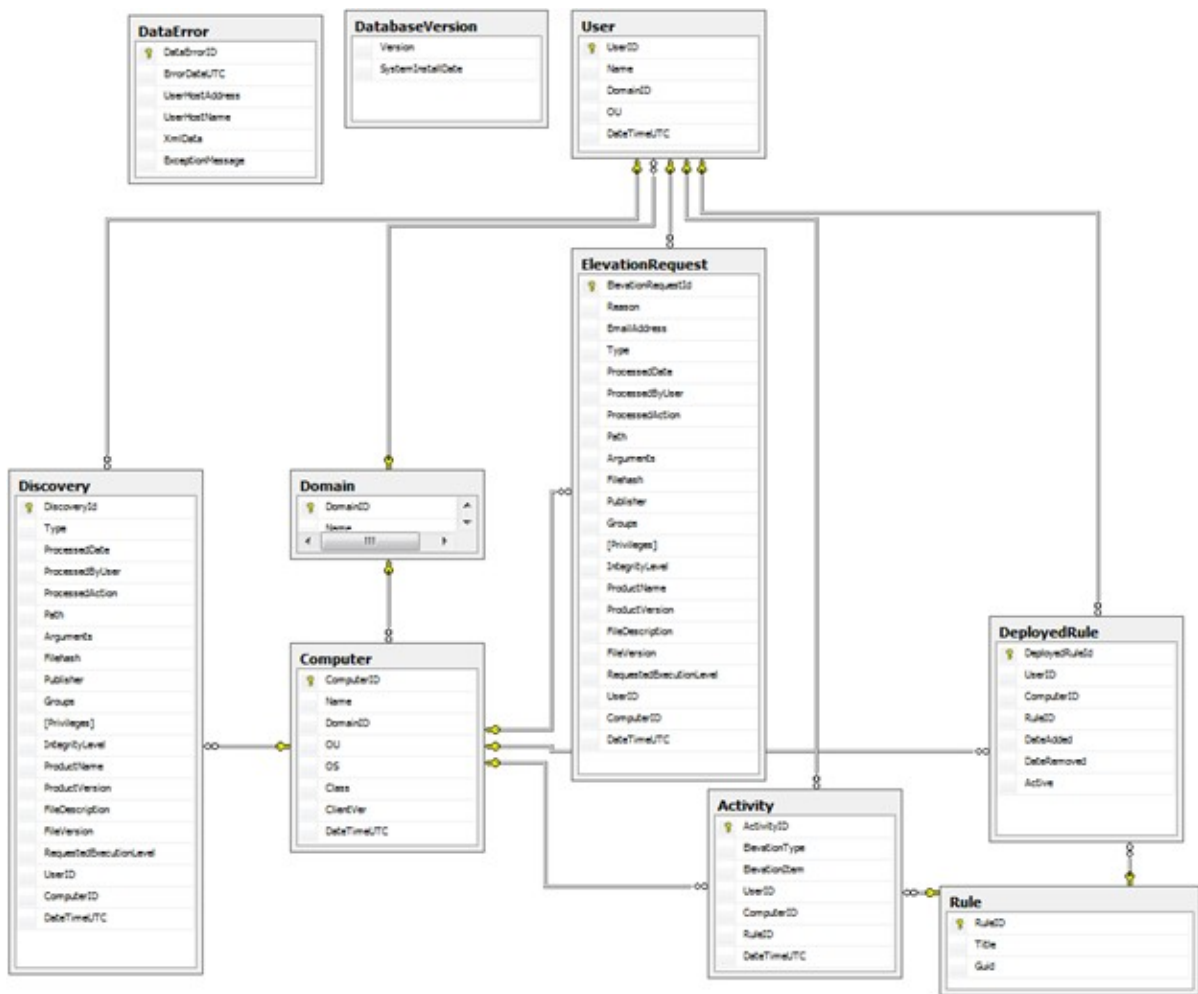 DataError
DataErrorID
ErrorDateUTC
UserHostAddress
UserHostName
XmlData
ExceptionMessage
DatabaseVersion
Version
SystemInstallDate
User
UserID
Name
DomainID
OU
DateTimeUTC
ElevationRequest
ElevationRequestId
Reason
EmailAddress
Type
ProcessedDate
ProcessedByUser
ProcessedAction
Path
Arguments
Filehash
Publisher
Groups
[Privileges]
IntegrityLevel
ProductName
ProductVersion
FileDescription
FileVersion
RequestedExecutionLevel
UserID
ComputerID
DateTimeUTC
Discovery
DiscoveryId
Type
ProcessedDate
ProcessedByUser
ProcessedAction
Path
Arguments
Filehash
Publisher
Groups
[Privileges]
IntegrityLevel
ProductName
ProductVersion
FileDescription
FileVersion
RequestedExecutionLevel
UserID
ComputerID
DateTimeUTC
Domain
DomainID
Name
Computer
ComputerID
Name
DomainID
OU
OS
Class
ClientVer
DateTimeUTC
DeployedRule
DeployedRuleId
UserID
ComputerID
RuleID
DateAdded
DateRemoved
Active
Activity
ActivityID
ElevationType
ElevationItem
UserID
ComputerID
RuleID
DateTimeUTC
Rule
RuleID
Title
Guid